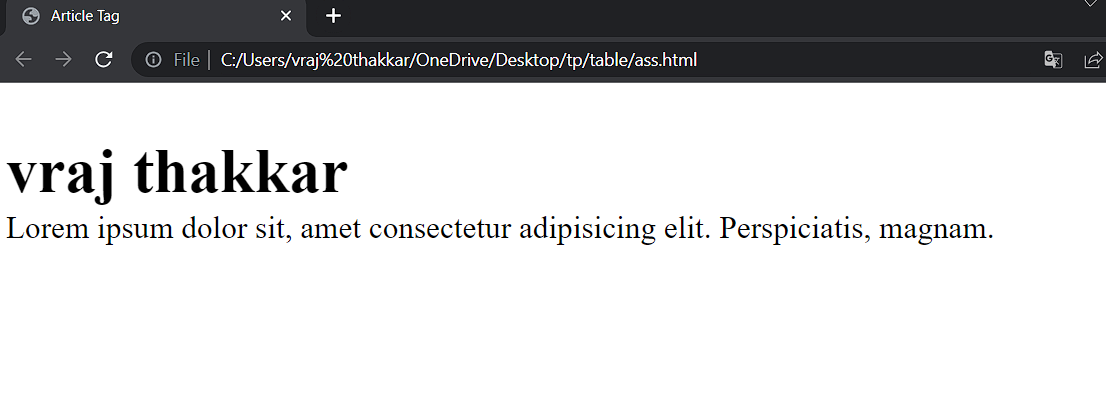 Article Tag
File | C:/Users/vraj%20thakkar/OneDrive/Desktop/tp/table/ass.html
vraj thakkar
Lorem ipsum dolor sit, amet consectetur adipisicing elit. Perspiciatis, magnam.